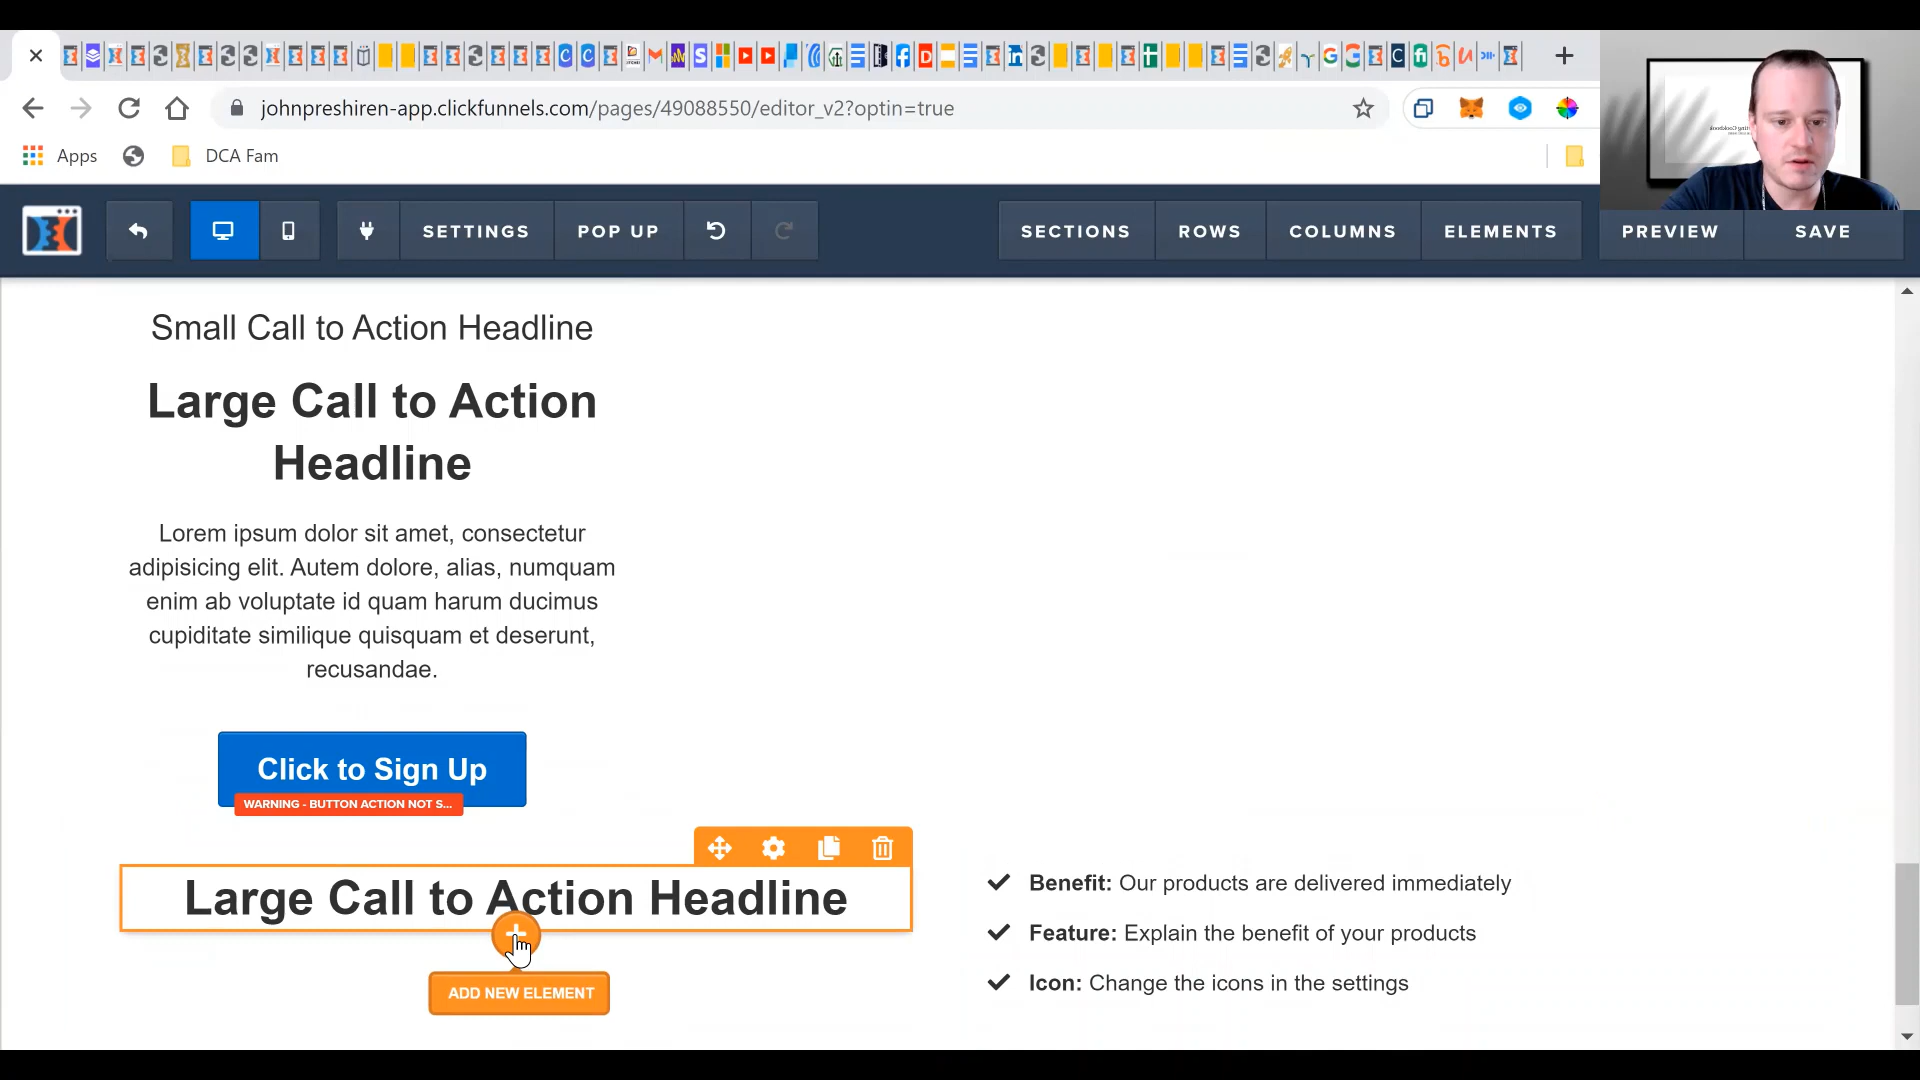 johnpreshiren-app.clickfunnels.com/pages/49088550/editor_v2?optin=true
Apps
DCA Fam
SETTINGS
POP UP
SECTIONS
ROWS
COLUMNS
ELEMENTS
PREVIEW
SAVE
Small Call to Action Headline
Large Call to Action
Headline
Lorem ipsum dolor sit amet, consectetur
adipisicing elit. Autem dolore, alias, numquam
enim ab voluptate id quam harum ducimus
cupiditate similique quisquam et deserunt,
recusandae.
Click to Sign Up
WARNING - BUTTON ACTION NOT S...
Large Call to Action Headline
ADD NEW ELEMENT
Benefit: Our products are delivered immediately
Feature: Explain the benefit of your products
Icon: Change the icons in the settings